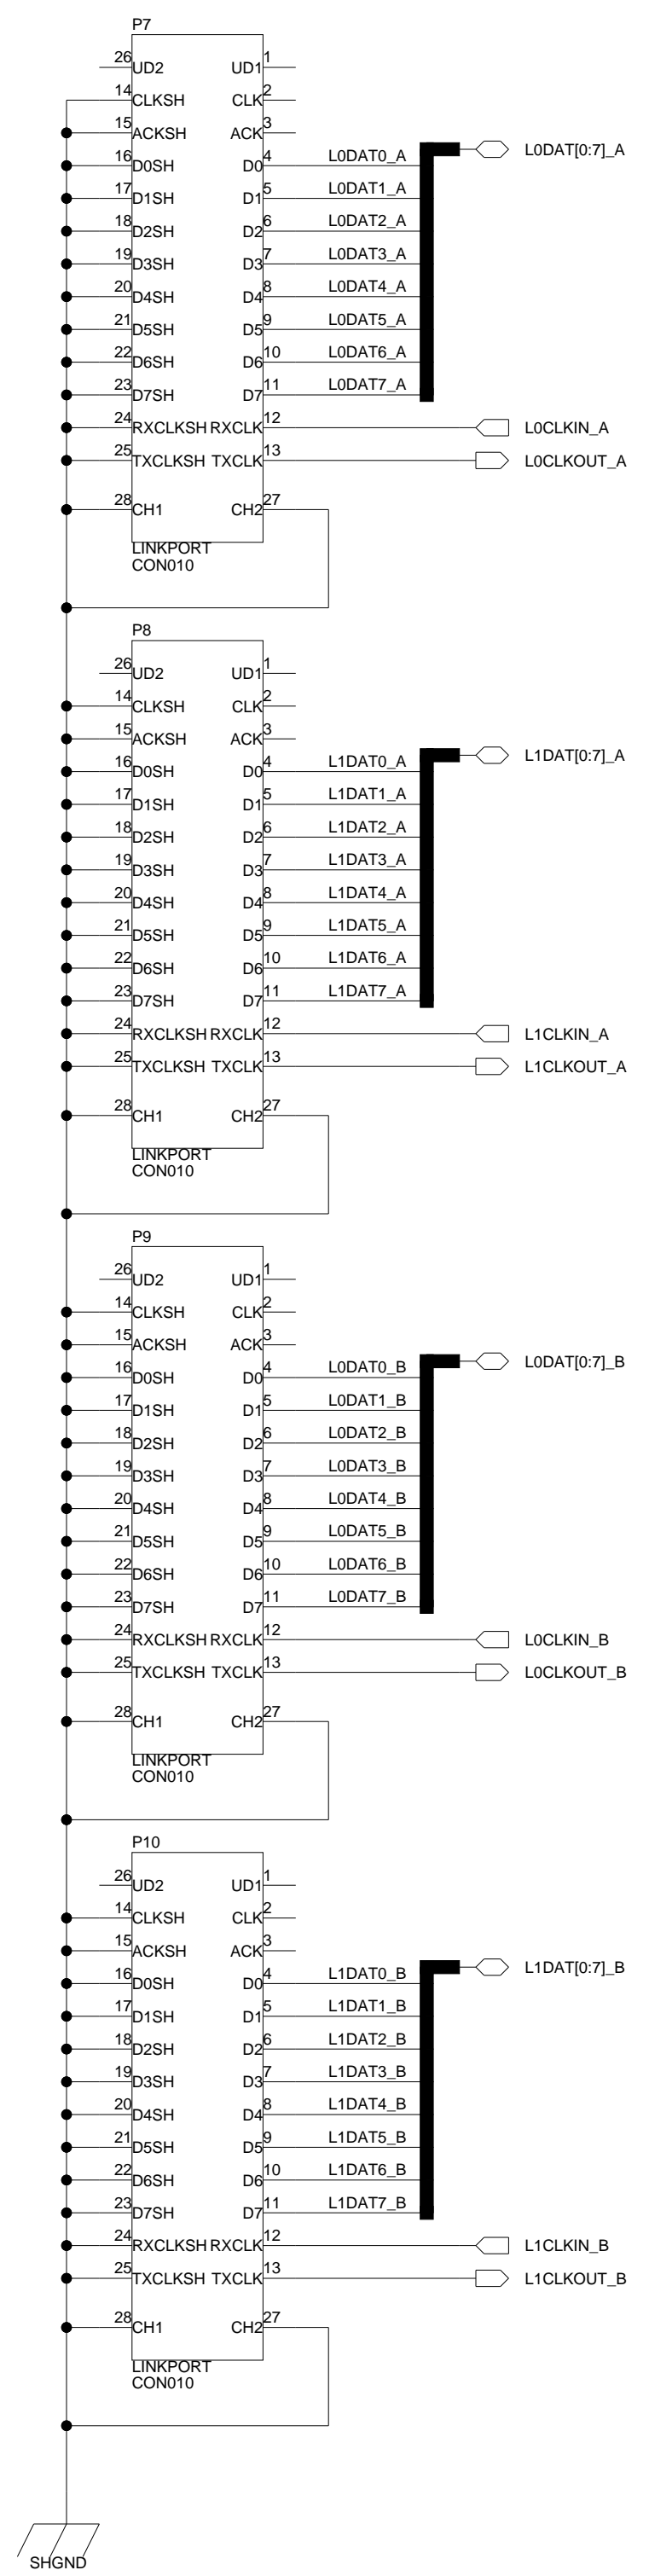 P7
26 UD2 UD1 1
14 CLKSH CLK 2
15 ACKSH ACK 3
16 D0SH D0 4 L0DAT0_A L0DAT[0:7]_A
17 D1SH D1 5 L0DAT1_A
18 D2SH D2 6 L0DAT2_A
19 D3SH D3 7 L0DAT3_A
20 D4SH D4 8 L0DAT4_A
21 D5SH D5 9 L0DAT5_A
22 D6SH D6 10 L0DAT6_A
23 D7SH D7 11 L0DAT7_A
24 RXCLKSH RXCLK 12 L0CLKIN_A
25 TXCLKSH TXCLK 13 L0CLKOUT_A
28 CH1 CH2 27
LINKPORT
CON010
P8
26 UD2 UD1 1
14 CLKSH CLK 2
15 ACKSH ACK 3
16 D0SH D0 4 L1DAT0_A L1DAT[0:7]_A
17 D1SH D1 5 L1DAT1_A
18 D2SH D2 6 L1DAT2_A
19 D3SH D3 7 L1DAT3_A
20 D4SH D4 8 L1DAT4_A
21 D5SH D5 9 L1DAT5_A
22 D6SH D6 10 L1DAT6_A
23 D7SH D7 11 L1DAT7_A
24 RXCLKSH RXCLK 12 L1CLKIN_A
25 TXCLKSH TXCLK 13 L1CLKOUT_A
28 CH1 CH2 27
LINKPORT
CON010
P9
26 UD2 UD1 1
14 CLKSH CLK 2
15 ACKSH ACK 3
16 D0SH D0 4 L0DAT0_B L0DAT[0:7]_B
17 D1SH D1 5 L0DAT1_B
18 D2SH D2 6 L0DAT2_B
19 D3SH D3 7 L0DAT3_B
20 D4SH D4 8 L0DAT4_B
21 D5SH D5 9 L0DAT5_B
22 D6SH D6 10 L0DAT6_B
23 D7SH D7 11 L0DAT7_B
24 RXCLKSH RXCLK 12 L0CLKIN_B
25 TXCLKSH TXCLK 13 L0CLKOUT_B
28 CH1 CH2 27
LINKPORT
CON010
P10
26 UD2 UD1 1
14 CLKSH CLK 2
15 ACKSH ACK 3
16 D0SH D0 4 L1DAT0_B L1DAT[0:7]_B
17 D1SH D1 5 L1DAT1_B
18 D2SH D2 6 L1DAT2_B
19 D3SH D3 7 L1DAT3_B
20 D4SH D4 8 L1DAT4_B
21 D5SH D5 9 L1DAT5_B
22 D6SH D6 10 L1DAT6_B
23 D7SH D7 11 L1DAT7_B
24 RXCLKSH RXCLK 12 L1CLKIN_B
25 TXCLKSH TXCLK 13 L1CLKOUT_B
28 CH1 CH2 27
LINKPORT
CON010
SHGND